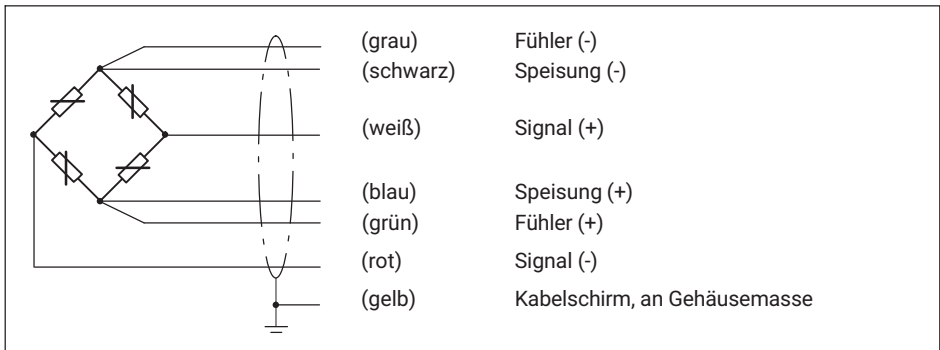 (grau) Fühler (-)
(schwarz) Speisung (-)
(weiß) Signal (+)
(blau) Speisung (+)
(grün) Fühler (+)
(rot) Signal (-)
(gelb) Kabelschirm, an Gehäusemasse